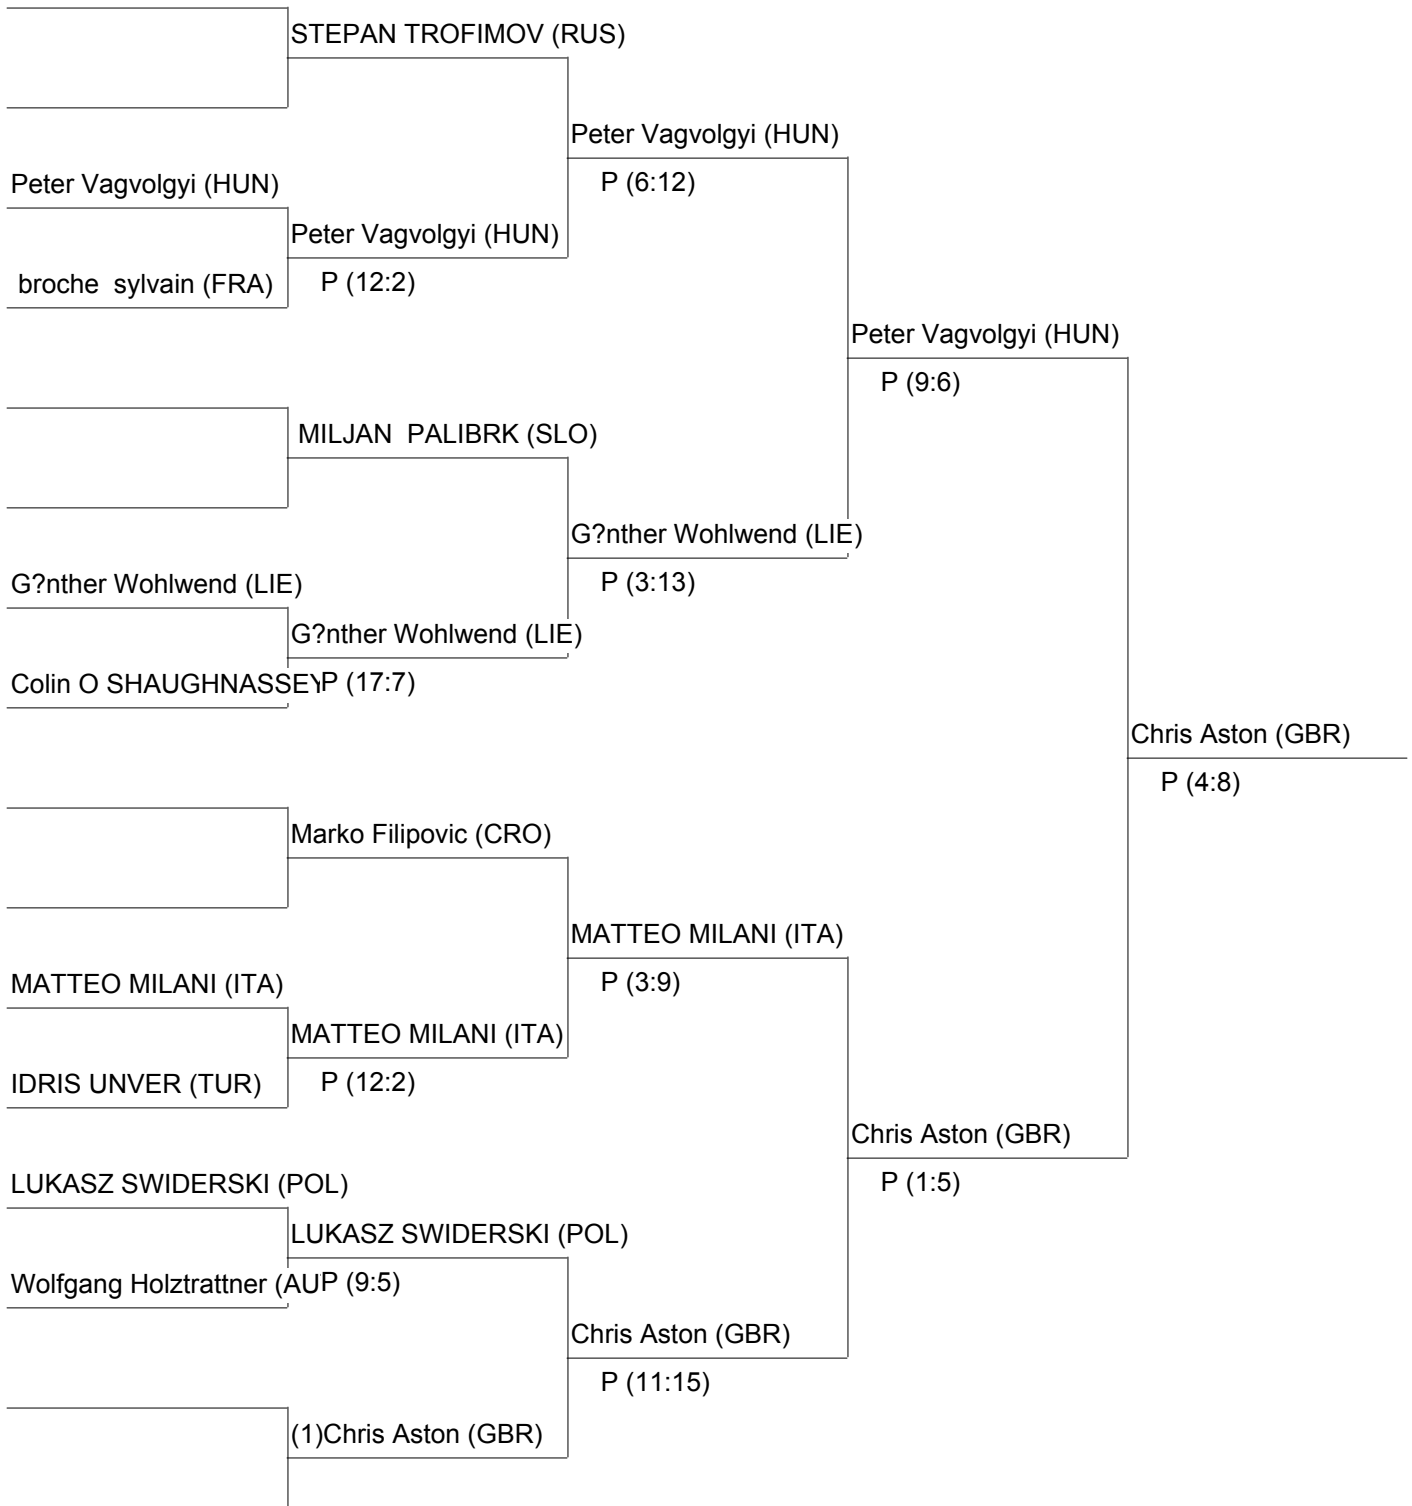 STEPAN TROFIMOV (RUS)
Peter Vagvolgyi (HUN)
Peter Vagvolgyi (HUN)
P (6:12)
Peter Vagvolgyi (HUN)
broche  sylvain (FRA)
P (12:2)
Peter Vagvolgyi (HUN)
P (9:6)
MILJAN  PALIBRK (SLO)
G?nther Wohlwend (LIE)
G?nther Wohlwend (LIE)
P (3:13)
G?nther Wohlwend (LIE)
Colin O SHAUGHNASSEY
P (17:7)
Chris Aston (GBR)
P (4:8)
Marko Filipovic (CRO)
MATTEO MILANI (ITA)
MATTEO MILANI (ITA)
P (3:9)
MATTEO MILANI (ITA)
IDRIS UNVER (TUR)
P (12:2)
Chris Aston (GBR)
P (1:5)
LUKASZ SWIDERSKI (POL)
LUKASZ SWIDERSKI (POL)
Wolfgang Holztrattner (AU
P (9:5)
Chris Aston (GBR)
P (11:15)
(1)Chris Aston (GBR)